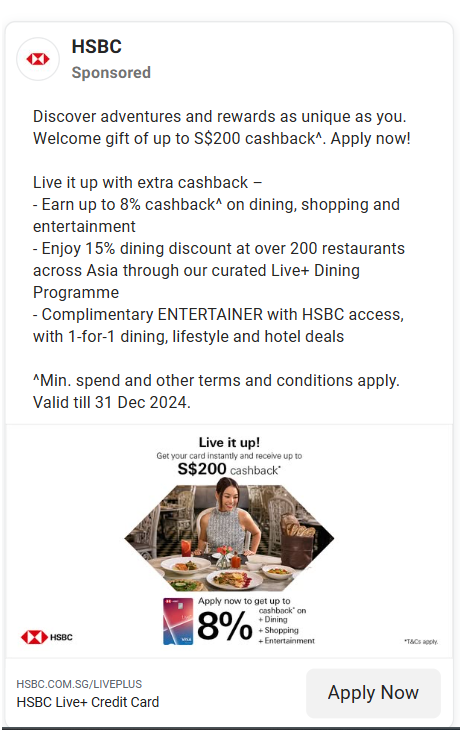 HSBC
Sponsored
Discover adventures and rewards as unique as you.
Welcome gift of up to S$200 cashback^. Apply now!
Live it up with extra cashback –
- Earn up to 8% cashback^ on dining, shopping and
entertainment
- Enjoy 15% dining discount at over 200 restaurants
across Asia through our curated Live+ Dining
Programme
- Complimentary ENTERTAINER with HSBC access,
with 1-for-1 dining, lifestyle and hotel deals
^Min. spend and other terms and conditions apply.
Valid till 31 Dec 2024.
Live it up!
Get your card instantly and receive up to
S$200 cashback*
Apply now to get up to
8% cashback* on
+ Dining
+ Shopping
+ Entertainment
VISA
HSBC
*T&Cs apply.
HSBC.COM.SG/LIVEPLUS
HSBC Live+ Credit Card
Apply Now